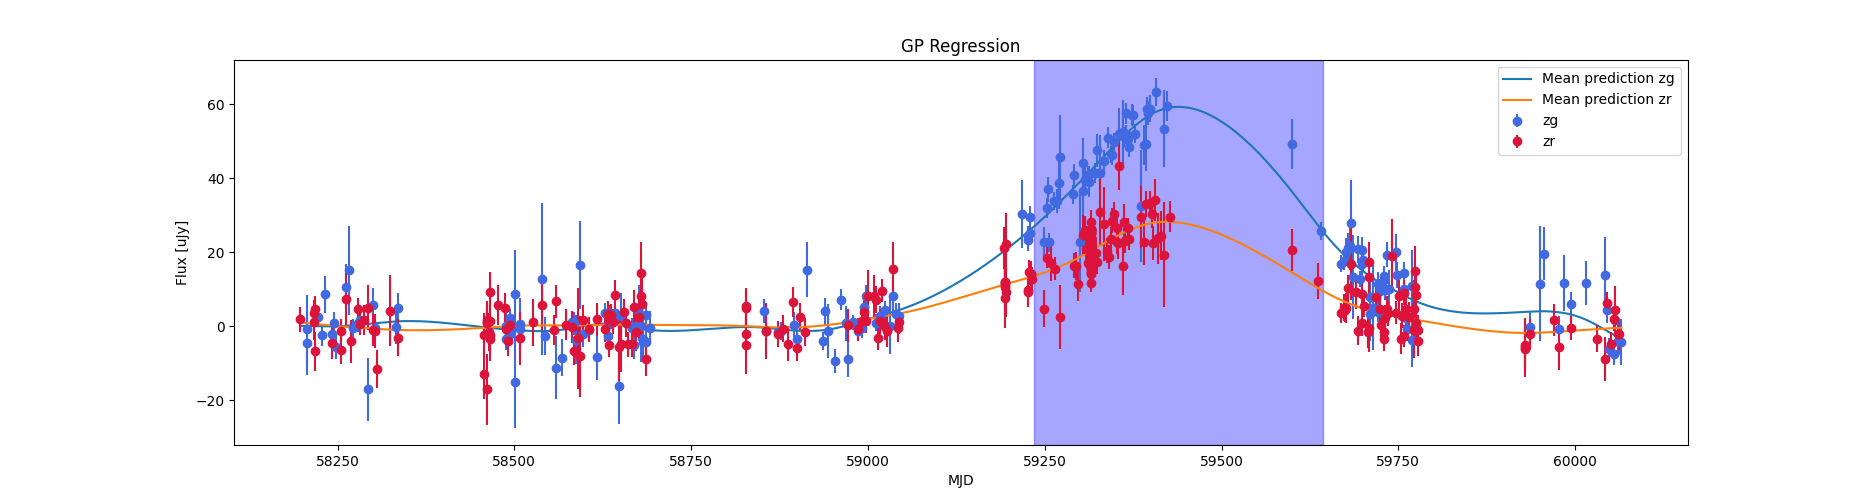 GP Regression
Flux [uJy]
60
40
20
0
−20
58250
58500
58750
59000
59250
59500
59750
60000
MJD
Mean prediction zg
Mean prediction zr
zg
zr